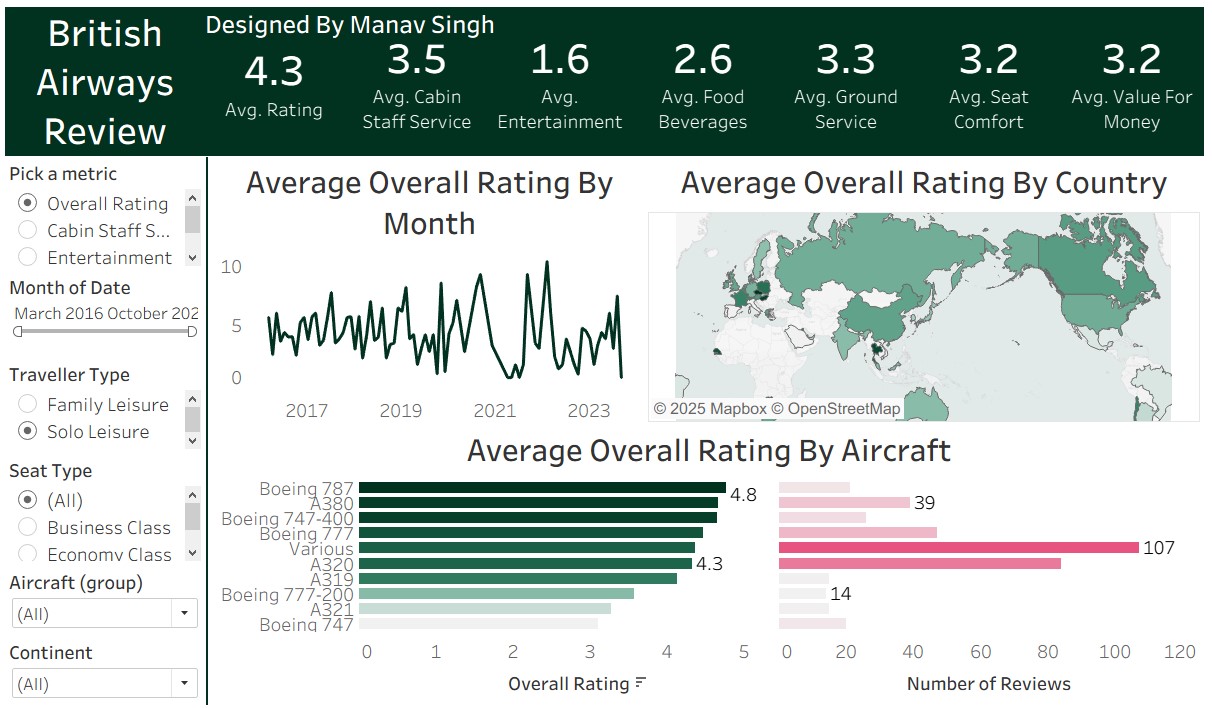 British
Airways
Review
Designed By Manav Singh
4.3
Avg. Rating
3.5
Avg. Cabin
Staff Service
1.6
Avg.
Entertainment
2.6
Avg. Food
Beverages
3.3
Avg. Ground
Service
3.2
Avg. Seat
Comfort
3.2
Avg. Value For
Money
Pick a metric
Overall Rating
Cabin Staff S...
Entertainment
Month of Date
March 2016 October 202
Traveller Type
Family Leisure
Solo Leisure
Seat Type
(All)
Business Class
Economy Class
Aircraft (group)
(All)
Continent
(All)
Average Overall Rating By
Month
10
5
0
2017 2019 2021 2023
Average Overall Rating By Country
© 2025 Mapbox © OpenStreetMap
Average Overall Rating By Aircraft
Boeing 787
4.8
A380
39
Boeing 747-400
Boeing 777
Various
107
A320
4.3
A319
Boeing 777-200
14
A321
Boeing 747
0 1 2 3 4 5
Overall Rating
0 20 40 60 80 100 120
Number of Reviews